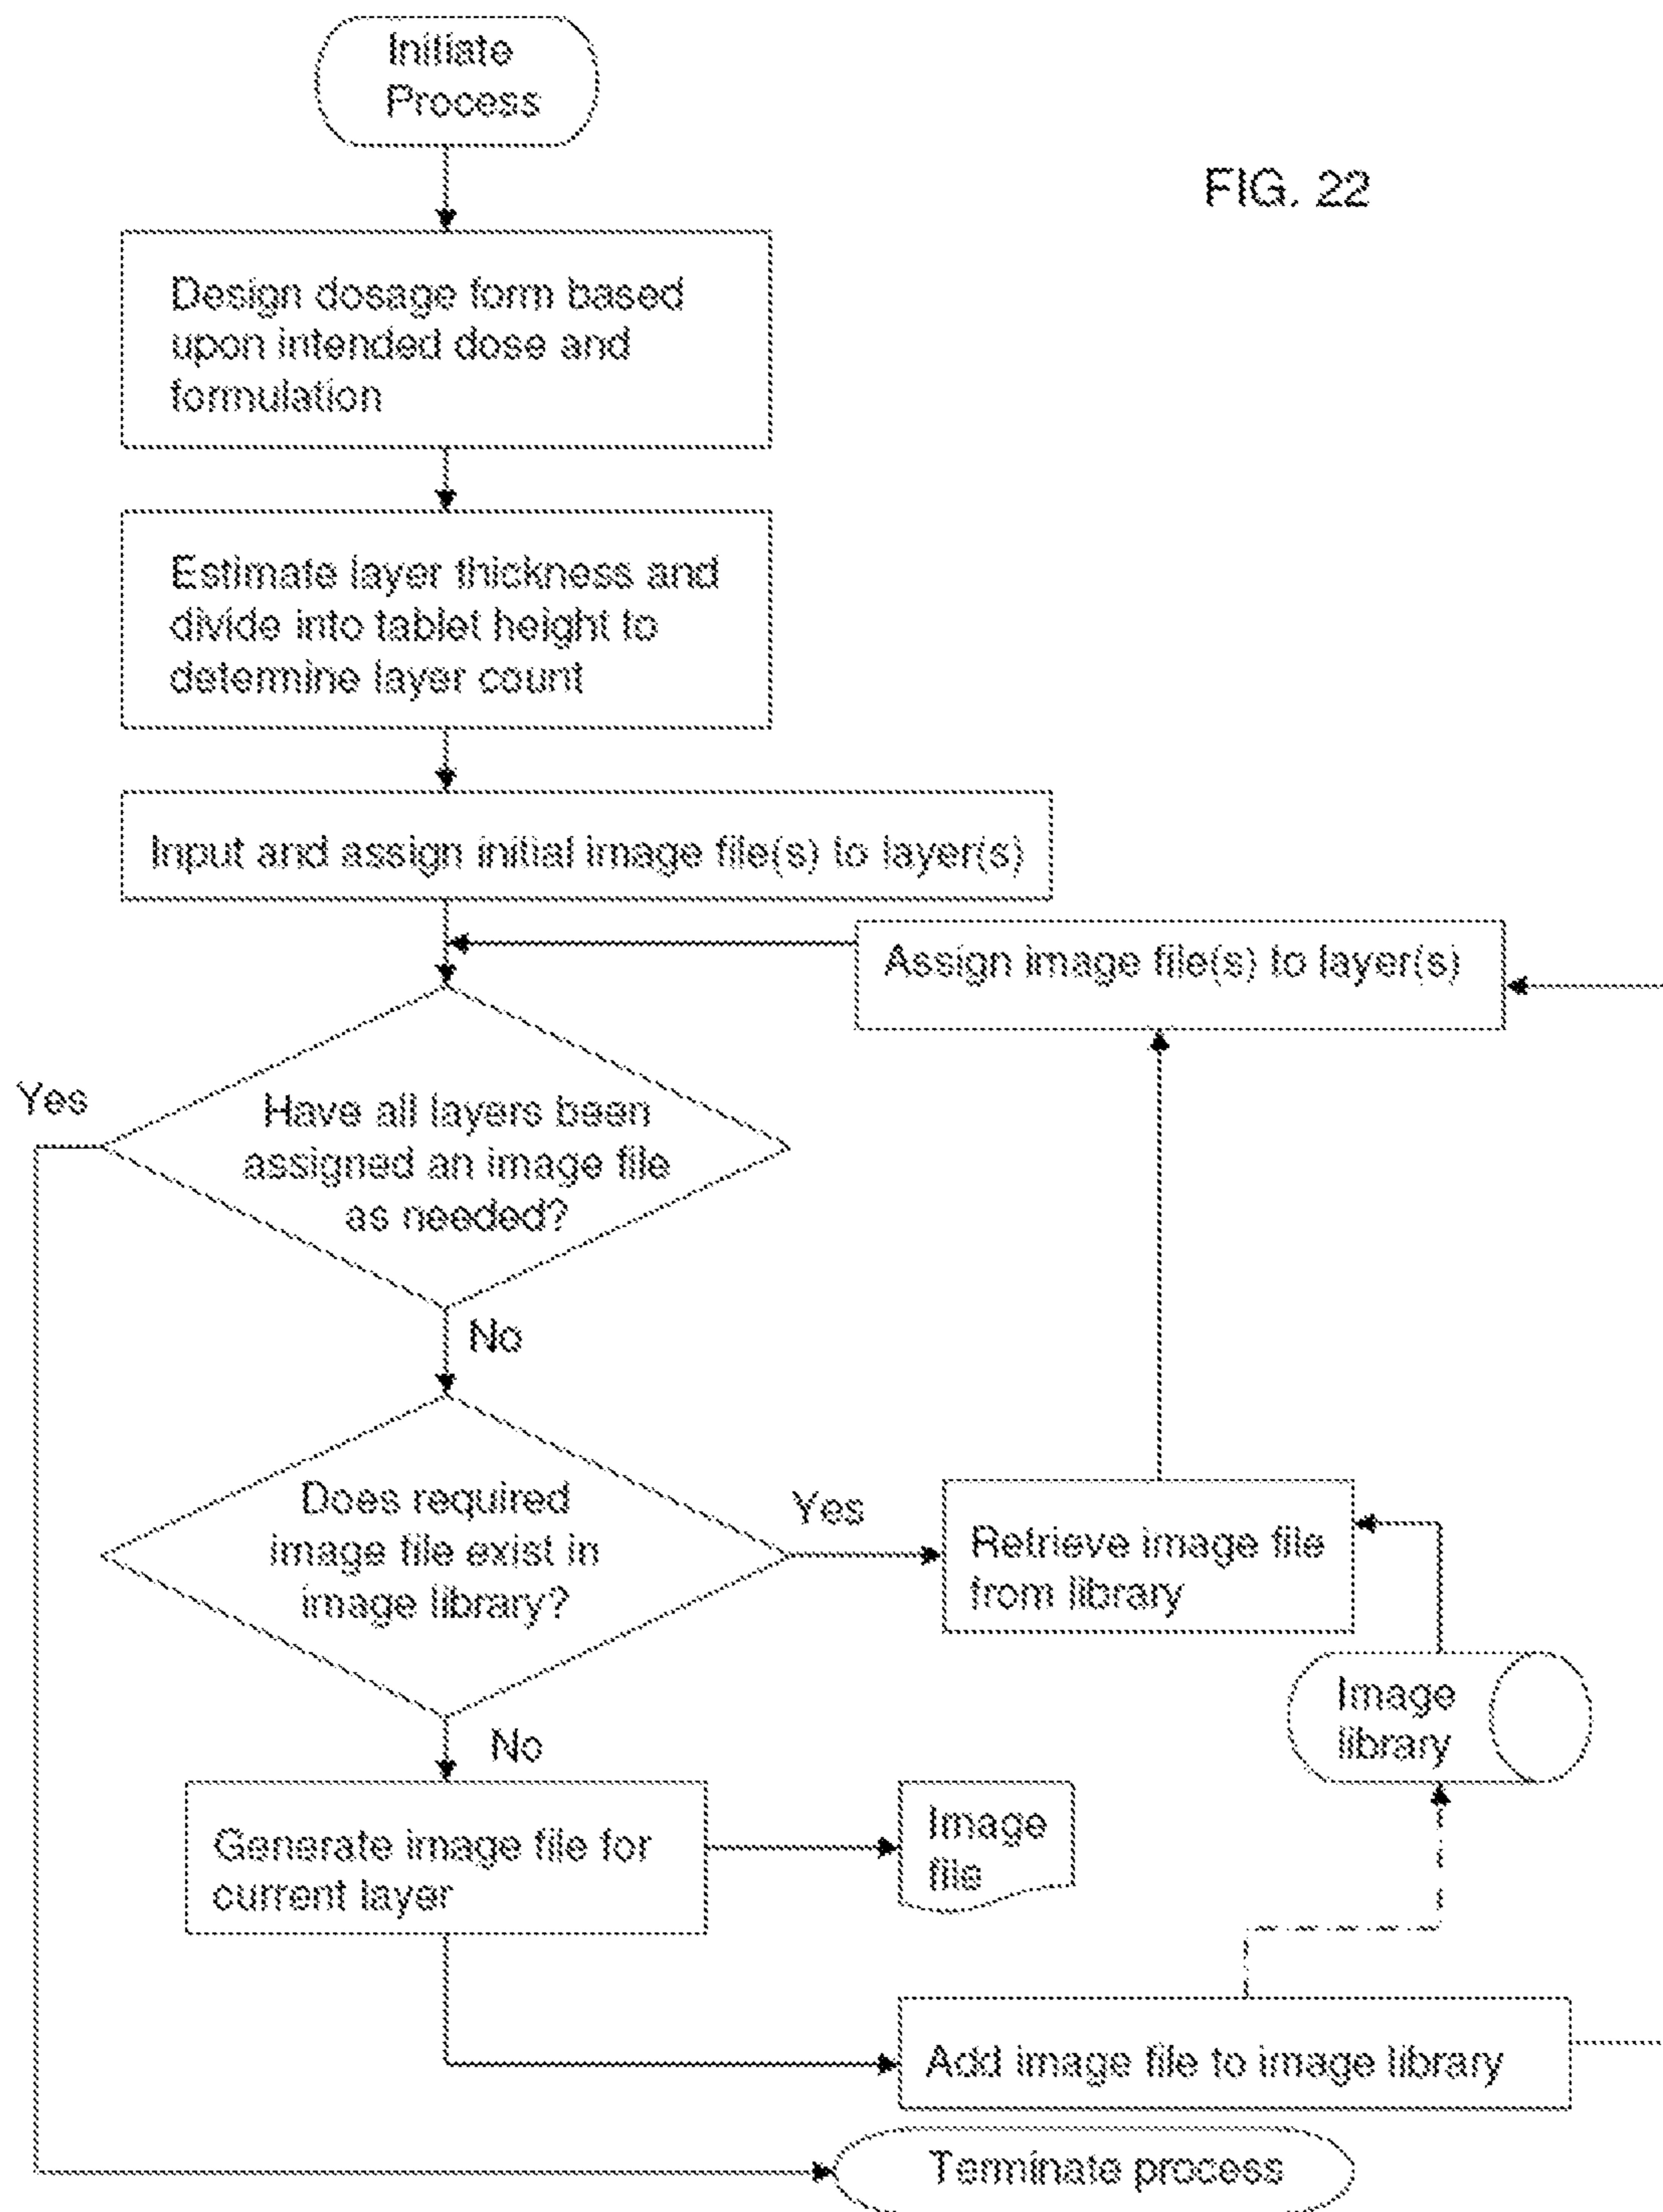 Initiate
Process
FIG. 22
Design dosage form based
upon intended dose and
formulation
Estimate layer thickness and
divide into tablet height to
determine layer count
Input and assign initial image file(s) to layer(s)
Assign image file(s) to layer(s)
Yes
Have all layers been
assigned an image file
as needed?
No
Does required
image file exist in
image library?
Yes
Retrieve image file
from library
Image
library
No
Generate image file for
current layer
Image
file
Add image file to image library
Terminate process